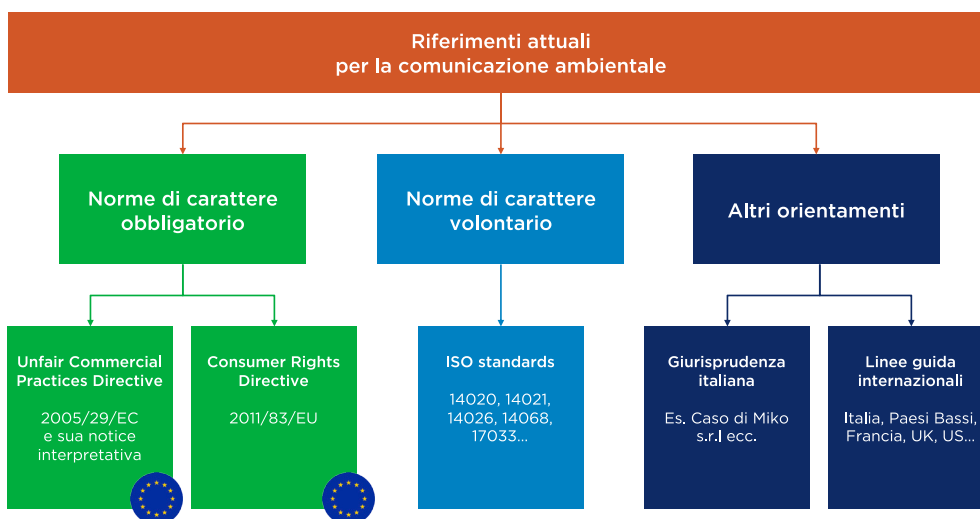 Riferimenti attuali
per la comunicazione ambientale
Norme di carattere
obbligatorio
Norme di carattere
volontario
Altri orientamenti
Unfair Commercial
Practices Directive
2005/29/EC
e sua notice
interpretativa
Consumer Rights
Directive
2011/83/EU
ISO standards
14020, 14021,
14026, 14068,
17033...
Giurisprudenza
italiana
Es. Caso di Miko
s.r.l ecc.
Linee guida
internazionali
Italia, Paesi Bassi,
Francia, UK, US...